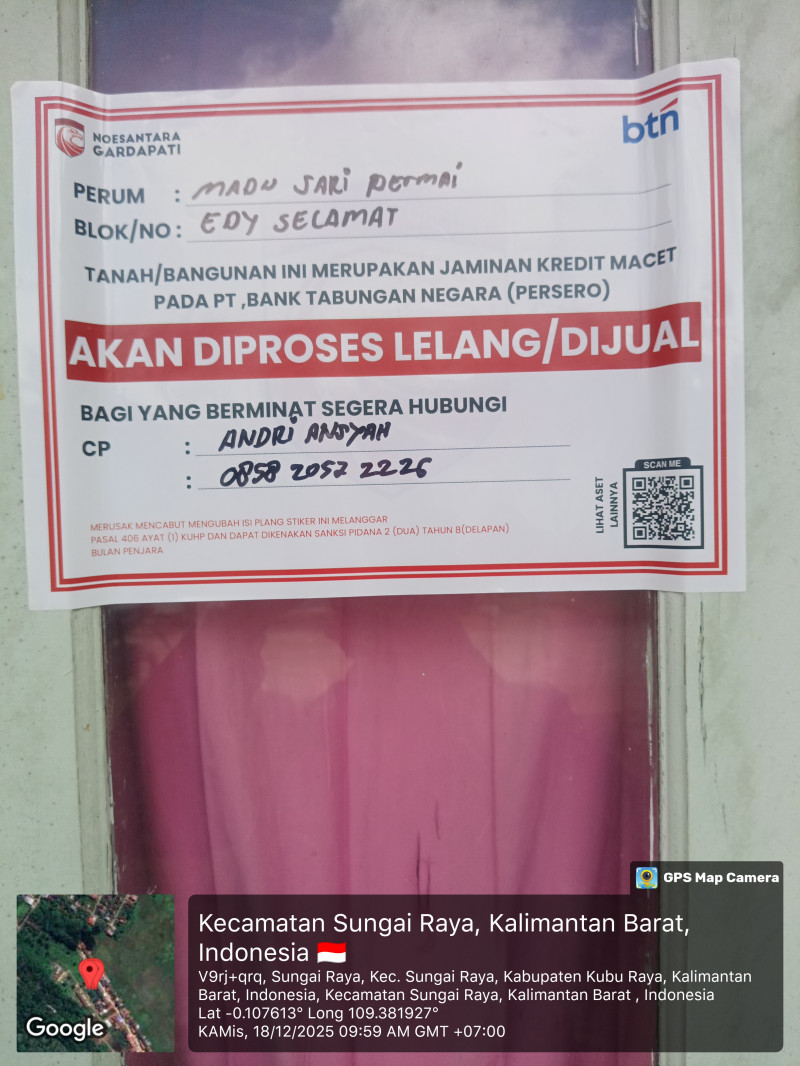 NOESANTARA
GARDAPATI
btn
PERUM : MADU SARI PERMAI
BLOK/NO : EDY SELAMAT
TANAH/BANGUNAN INI MERUPAKAN JAMINAN KREDIT MACET
PADA PT ,BANK TABUNGAN NEGARA (PERSERO)
AKAN DIPROSES LELANG/DIJUAL
BAGI YANG BERMINAT SEGERA HUBUNGI
CP : ANDRI ANSYAH
: 0858 2057 2226
SCAN ME
LIHAT ASET
LAINNYA
MERUSAK MENCABUT MENGUBAH ISI PLANG STIKER INI MELANGGAR
PASAL 406 AYAT (1) KUHP DAN DAPAT DIKENAKAN SANKSI PIDANA 2 (DUA) TAHUN 8(DELAPAN)
BULAN PENJARA
GPS Map Camera
Kecamatan Sungai Raya, Kalimantan Barat,
Indonesia
V9rj+qrq, Sungai Raya, Kec. Sungai Raya, Kabupaten Kubu Raya, Kalimantan
Barat, Indonesia, Kecamatan Sungai Raya, Kalimantan Barat , Indonesia
Lat -0.107613° Long 109.381927°
KAMis, 18/12/2025 09:59 AM GMT +07:00
Google